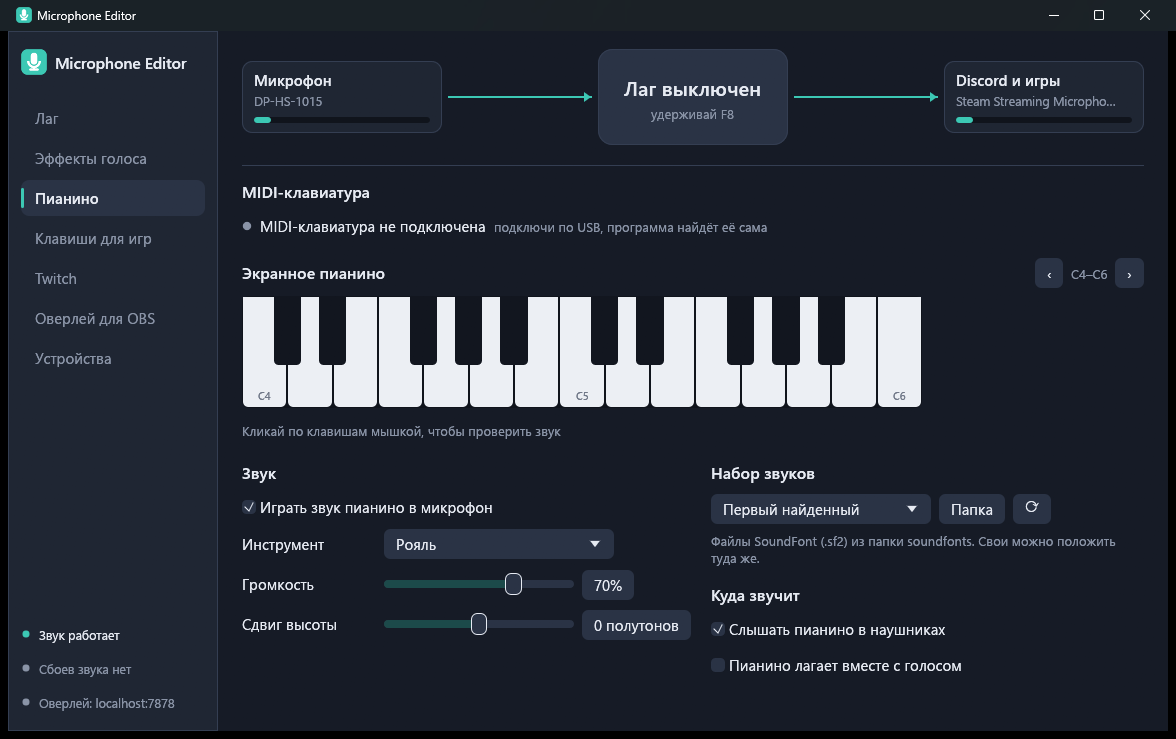 Microphone Editor
Microphone Editor
Лаг
Эффекты голоса
Пианино
Клавиши для игр
Twitch
Оверлей для OBS
Устройства
Звук работает
Сбоев звука нет
Оверлей: localhost:7878
Микрофон
DP-HS-1015
Лаг выключен
удерживай F8
Discord и игры
Steam Streaming Micropho...
MIDI-клавиатура
MIDI-клавиатура не подключена подключи по USB, программа найдёт её сама
Экранное пианино
‹ C4–C6 ›
C4 C5 C6
Кликай по клавишам мышкой, чтобы проверить звук
Звук
Играть звук пианино в микрофон
Инструмент Рояль
Громкость 70%
Сдвиг высоты 0 полутонов
Набор звуков
Первый найденный Папка
Файлы SoundFont (.sf2) из папки soundfonts. Свои можно положить
туда же.
Куда звучит
Слышать пианино в наушниках
Пианино лагает вместе с голосом